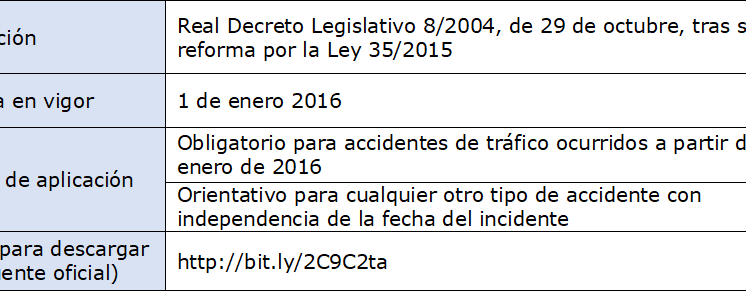 ción
Real Decreto Legislativo 8/2004, de 29 de octubre, tras s
reforma por la Ley 35/2015
a en vigor
1 de enero 2016
de aplicación
Obligatorio para accidentes de tráfico ocurridos a partir d
enero de 2016
Orientativo para cualquier otro tipo de accidente con
independencia de la fecha del incidente
para descargar
uente oficial)
http://bit.ly/2C9C2ta